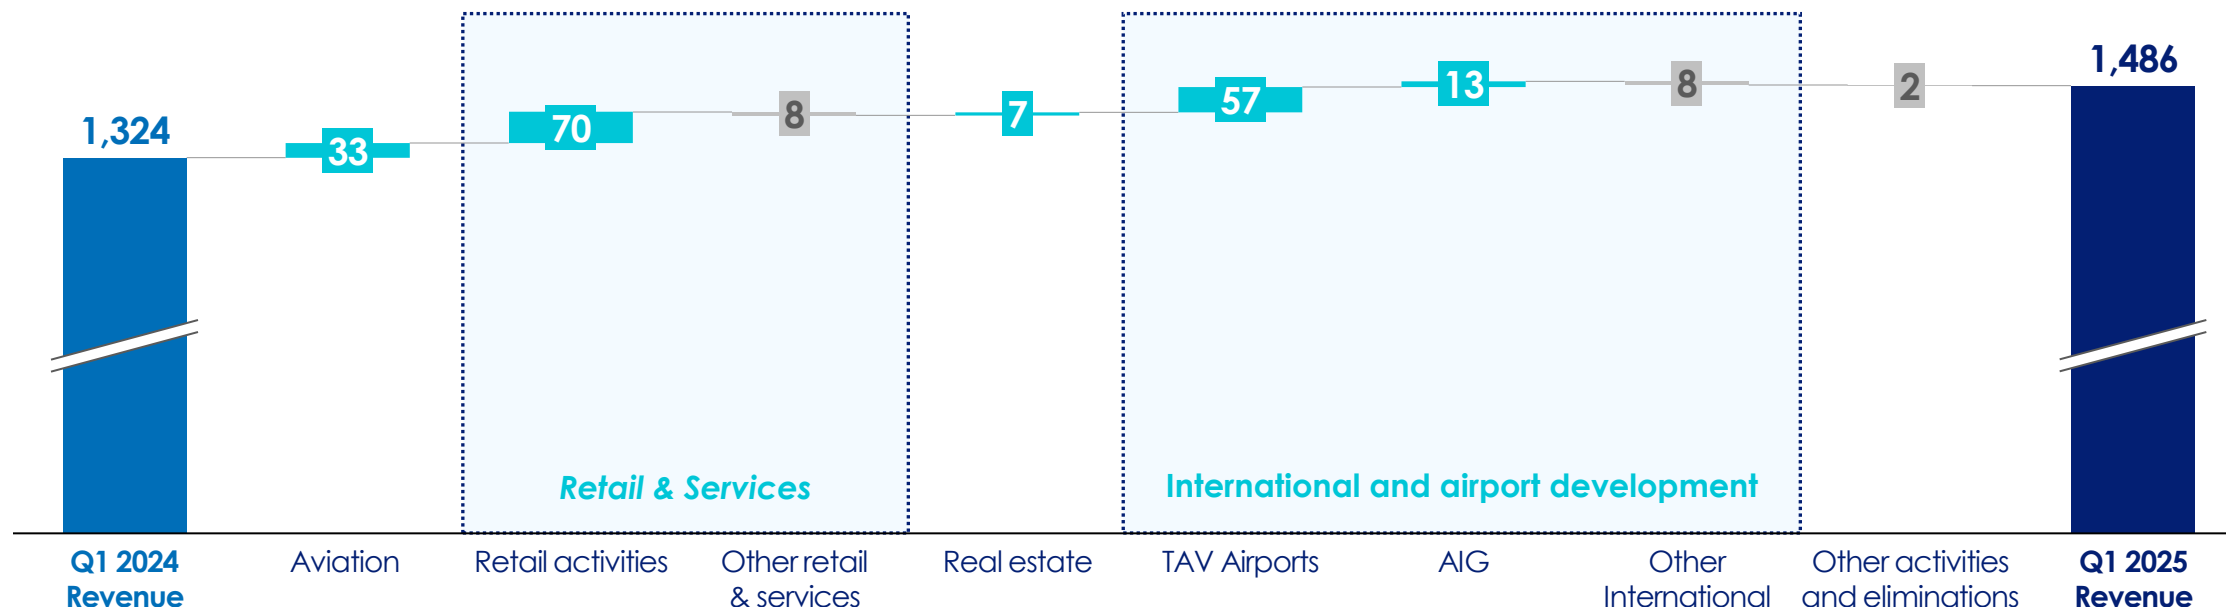 1,324
33
70
8
7
57
13
8
2
1,486
Retail & Services
International and airport development
Q1 2024
Revenue
Aviation
Retail activities
Other retail
& services
Real estate
TAV Airports
AIG
Other
International
Other activities
and eliminations
Q1 2025
Revenue